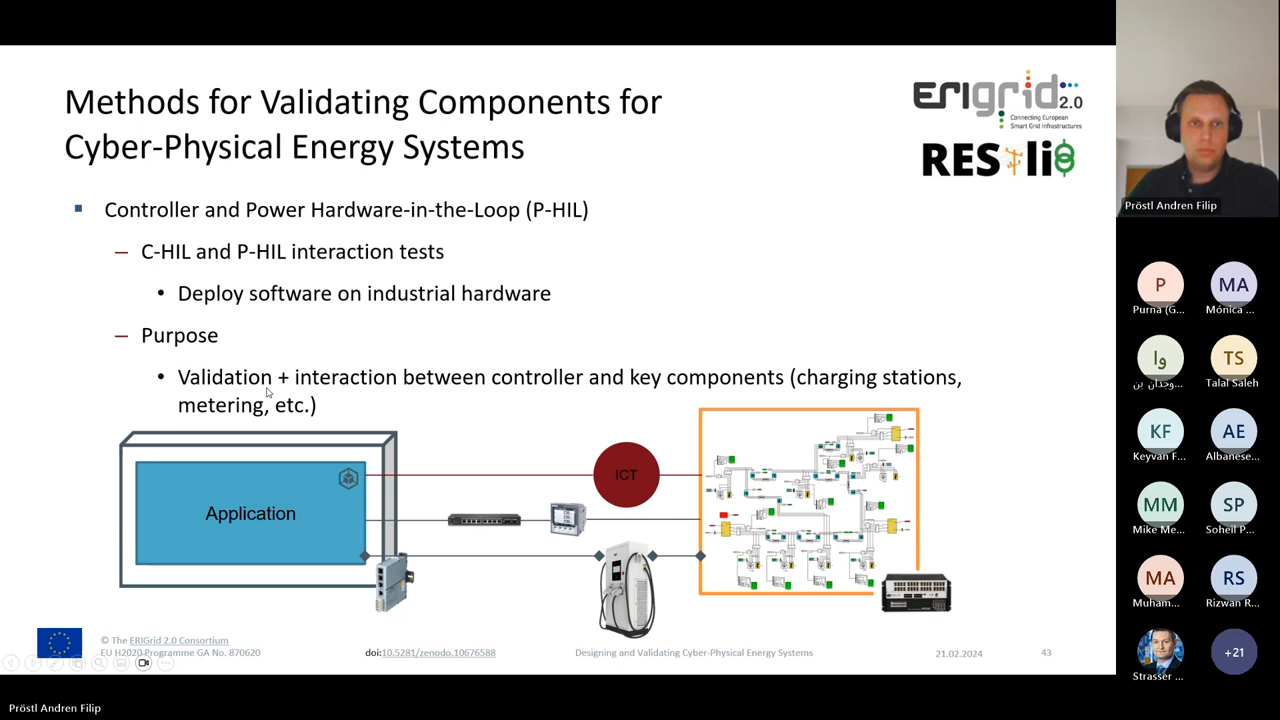 Methods for Validating Components for
Cyber-Physical Energy Systems
ERIgrid 2.0
Connecting European
Smart Grid Infrastructures
RESili8
Controller and Power Hardware-in-the-Loop (P-HIL)
– C-HIL and P-HIL interaction tests
• Deploy software on industrial hardware
– Purpose
• Validation + interaction between controller and key components (charging stations,
metering, etc.)
Application
ICT
© The ERIGrid 2.0 Consortium
EU H2020 Programme GA No. 870620
doi:10.5281/zenodo.10676588
Designing and Validating Cyber-Physical Energy Systems
21.02.2024
43
Pröstl Andren Filip
P
Purna (G...
MA
Mónica ...
وا
وجدان بن...
TS
Talal Saleh
KF
Keyvan F...
AE
Albanese...
MM
Mike Me...
SP
Soheil P...
MA
Muham...
RS
Rizwan R...
Strasser ...
+21
Pröstl Andren Filip